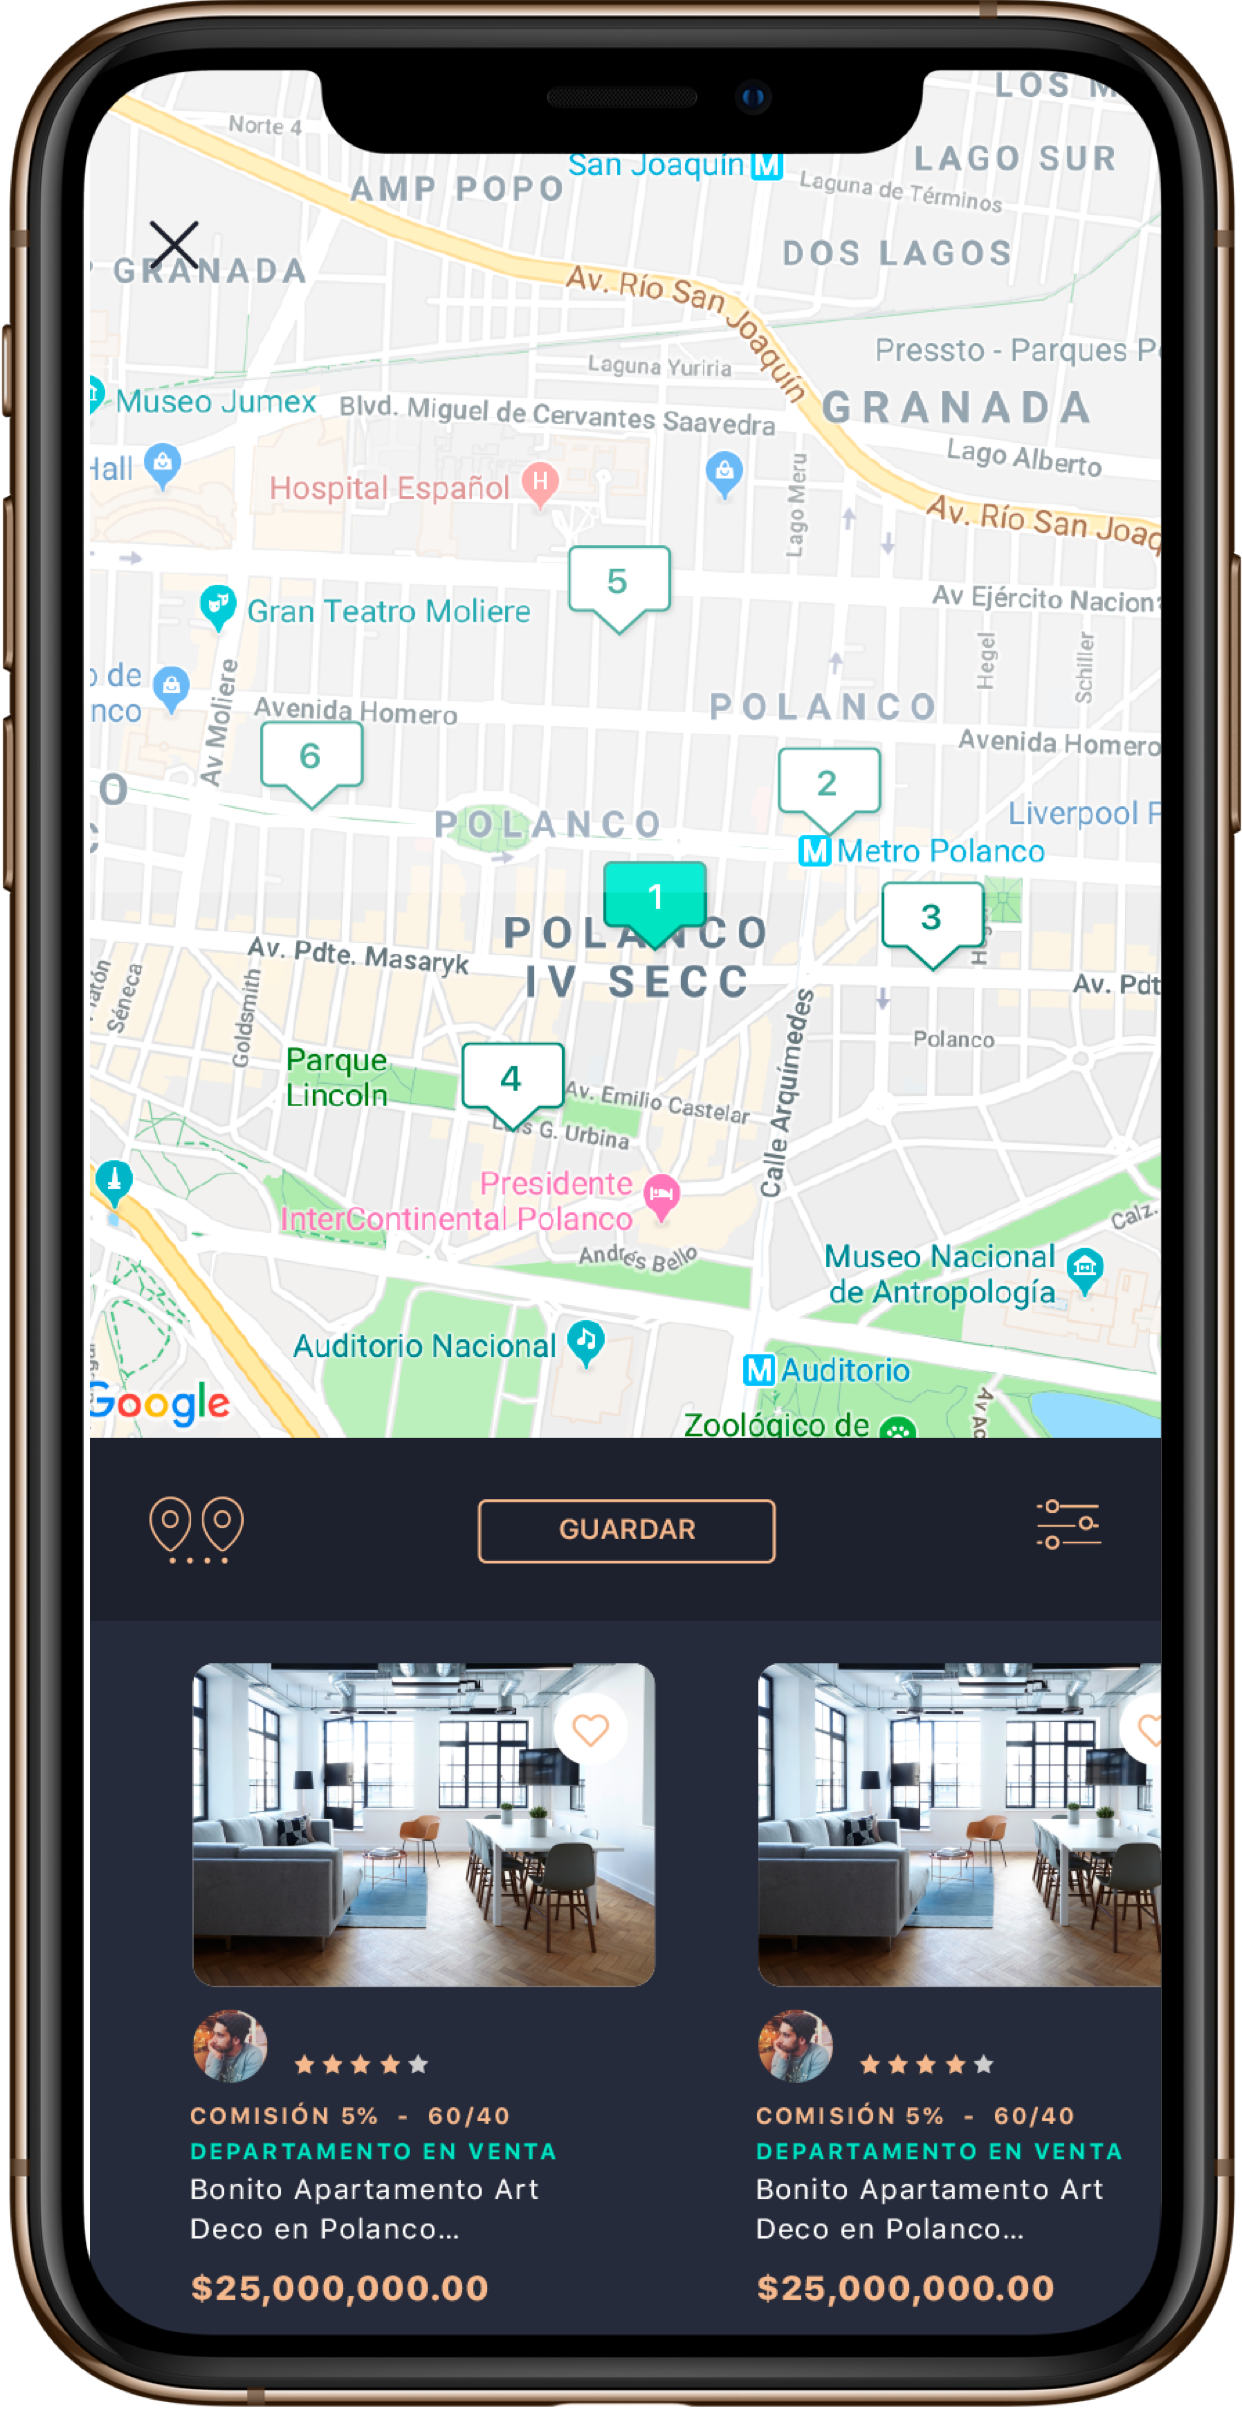 LOS M
Norte 4
San Joaquín M
LAGO SUR
AMP POPO
Laguna de Términos
DOS LAGOS
GRANADA
Av. Río San Joaquín
Pressto - Parques P
Laguna Yuriria
Museo Jumex
Blvd. Miguel de Cervantes Saavedra
GRANADA
Hall
Lago Alberto
Hospital Español H
Lago Meru
Av. Río San Joaq
5
Av Ejército Nacion
Gran Teatro Moliere
Hegel
Schiller
o de
nco
Av Moliere
Avenida Homero
POLANCO
Avenida Homero
6
2
O
Liverpool P
POLANCO
M Metro Polanco
1
3
POLANCO
IV SECC
Av. Pdte. Masaryk
Av. Pdt
Séneca
Goldsmith
Calle Arquímedes
Polanco
Parque
Lincoln
4
Av. Emilio Castelar
Luis G. Urbina
Presidente
InterContinental Polanco
Calz.
Andrés Bello
Museo Nacional
de Antropología
Auditorio Nacional
M Auditorio
Google
Zoológico de
GUARDAR
COMISIÓN 5% - 60/40
DEPARTAMENTO EN VENTA
Bonito Apartamento Art
Deco en Polanco...
$25,000,000.00
COMISIÓN 5% - 60/40
DEPARTAMENTO EN VENTA
Bonito Apartamento Art
Deco en Polanco...
$25,000,000.00